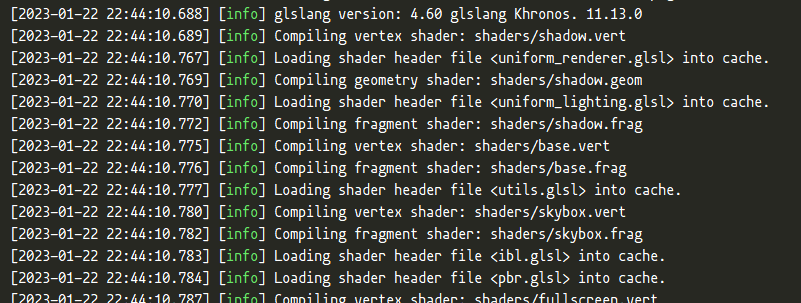 [2023-01-22 22:44:10.688] [info] glslang version: 4.60 glslang Khronos. 11.13.0
[2023-01-22 22:44:10.689] [info] Compiling vertex shader: shaders/shadow.vert
[2023-01-22 22:44:10.767] [info] Loading shader header file <uniform_renderer.glsl> into cache.
[2023-01-22 22:44:10.769] [info] Compiling geometry shader: shaders/shadow.geom
[2023-01-22 22:44:10.770] [info] Loading shader header file <uniform_lighting.glsl> into cache.
[2023-01-22 22:44:10.772] [info] Compiling fragment shader: shaders/shadow.frag
[2023-01-22 22:44:10.775] [info] Compiling vertex shader: shaders/base.vert
[2023-01-22 22:44:10.776] [info] Compiling fragment shader: shaders/base.frag
[2023-01-22 22:44:10.777] [info] Loading shader header file <utils.glsl> into cache.
[2023-01-22 22:44:10.780] [info] Compiling vertex shader: shaders/skybox.vert
[2023-01-22 22:44:10.782] [info] Compiling fragment shader: shaders/skybox.frag
[2023-01-22 22:44:10.783] [info] Loading shader header file <ibl.glsl> into cache.
[2023-01-22 22:44:10.784] [info] Loading shader header file <pbr.glsl> into cache.
[2023-01-22 22:44:10.787] [info] Compiling vertex shader: shaders/fullscreen.vert